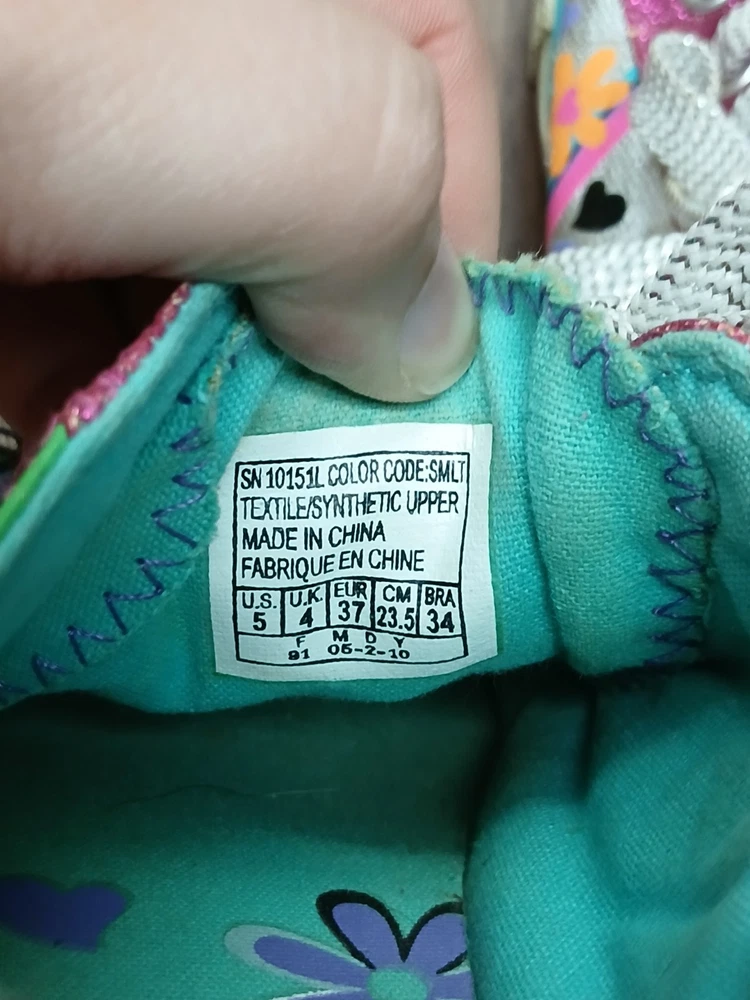 SN 10151L COLOR CODE:SMLT
TEXTILE/SYNTHETIC UPPER
MADE IN CHINA
FABRIQUE EN CHINE
U.S. U.K. EUR CM BRA
5 4 37 23.5 34
F M D Y
91 05-2-10